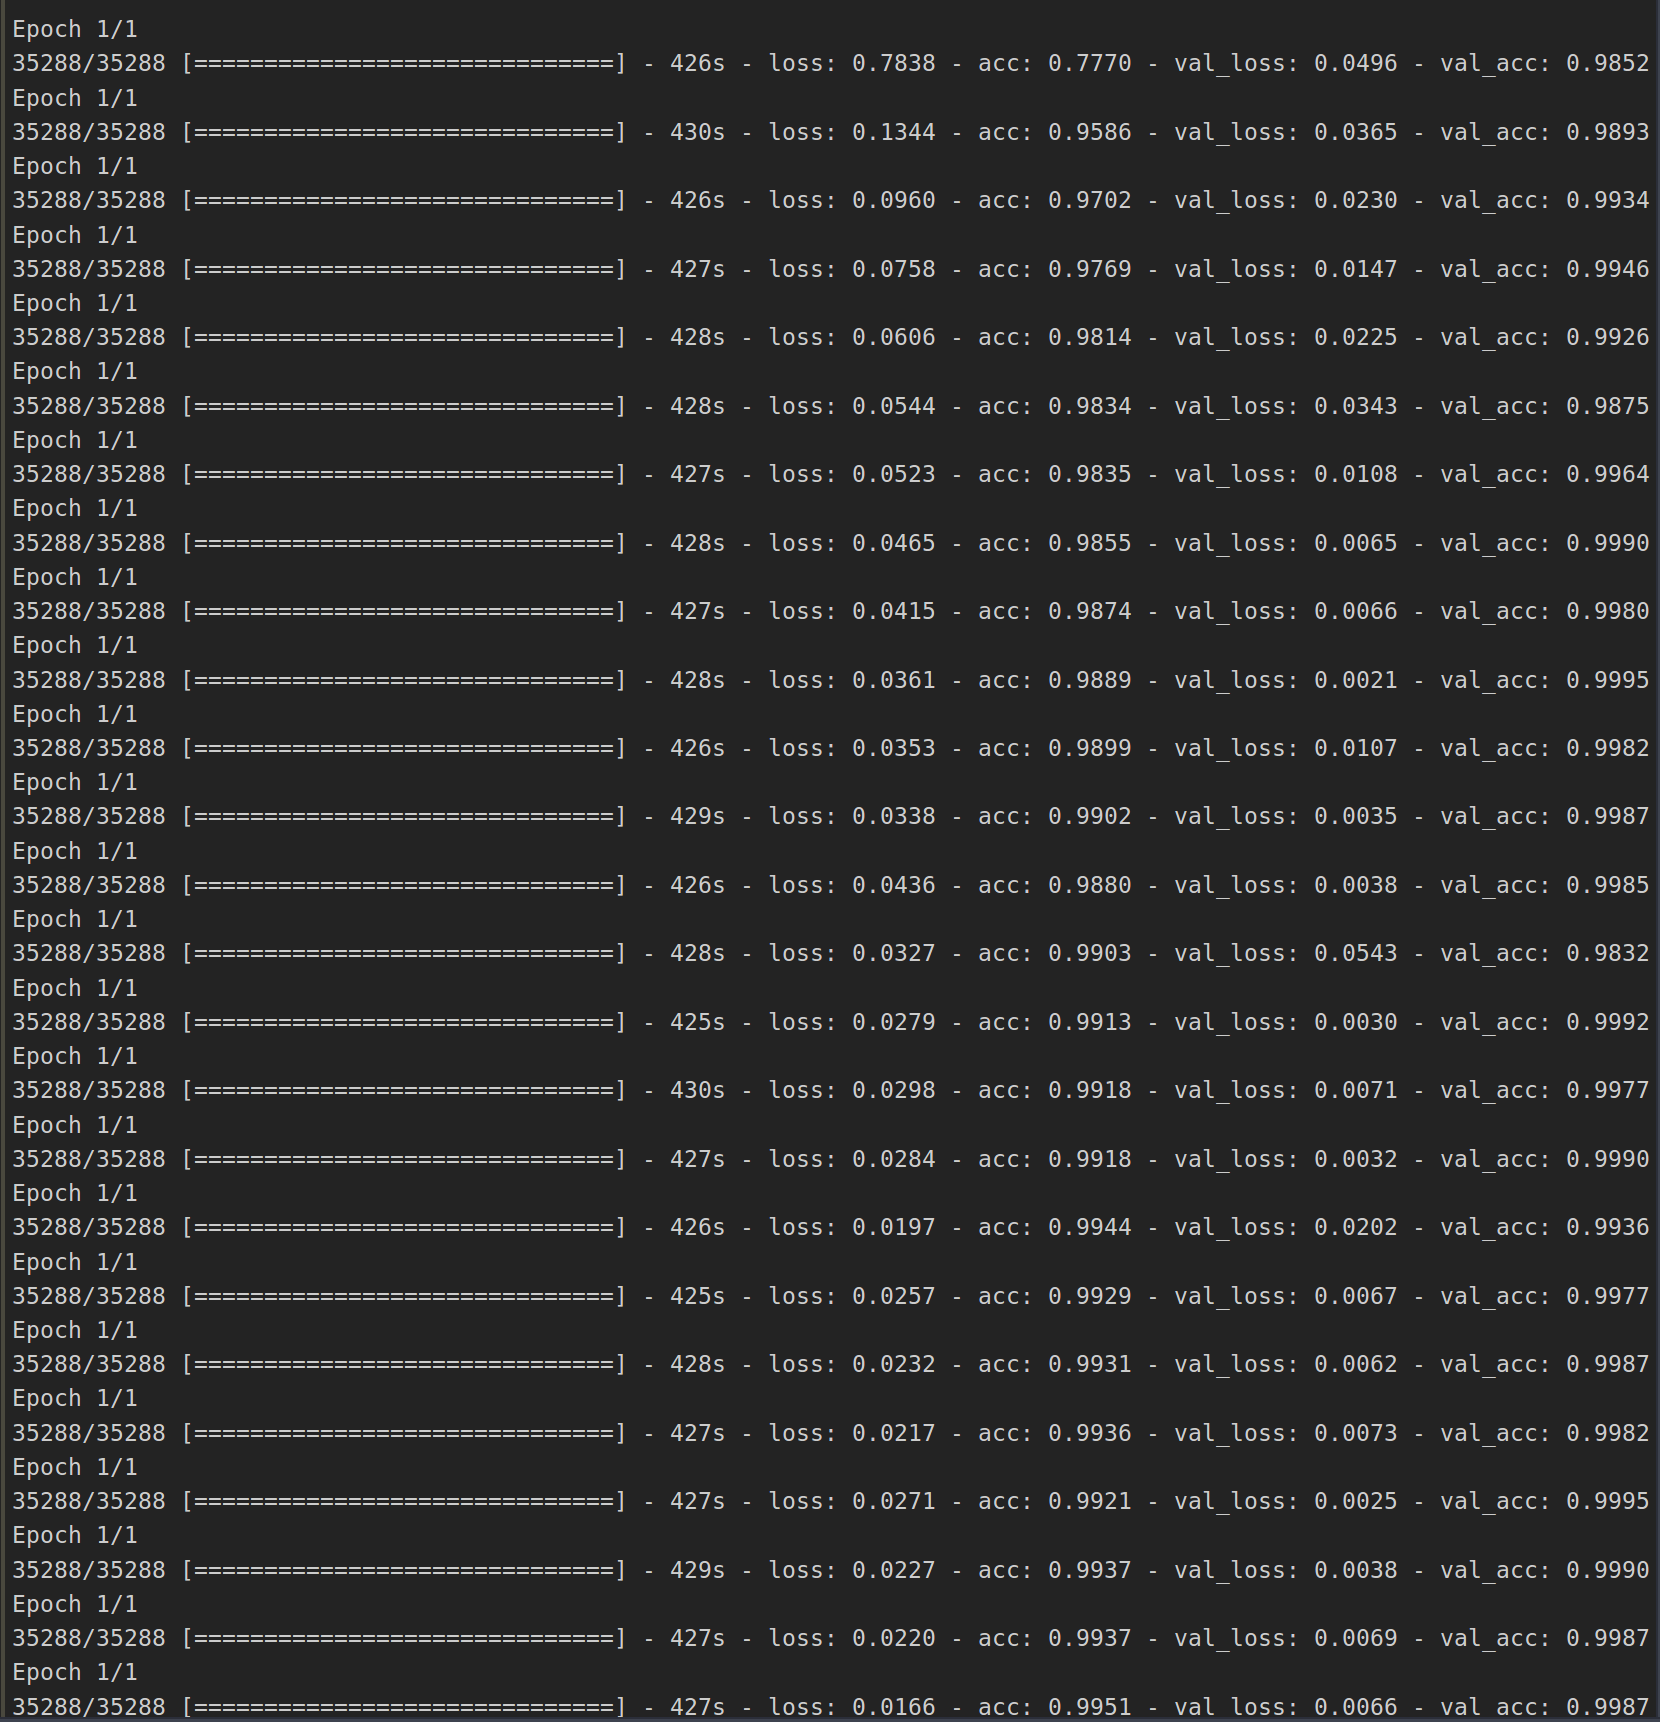 Epoch 1/1
35288/35288 [==============================] - 426s - loss: 0.7838 - acc: 0.7770 - val_loss: 0.0496 - val_acc: 0.9852
Epoch 1/1
35288/35288 [==============================] - 430s - loss: 0.1344 - acc: 0.9586 - val_loss: 0.0365 - val_acc: 0.9893
Epoch 1/1
35288/35288 [==============================] - 426s - loss: 0.0960 - acc: 0.9702 - val_loss: 0.0230 - val_acc: 0.9934
Epoch 1/1
35288/35288 [==============================] - 427s - loss: 0.0758 - acc: 0.9769 - val_loss: 0.0147 - val_acc: 0.9946
Epoch 1/1
35288/35288 [==============================] - 428s - loss: 0.0606 - acc: 0.9814 - val_loss: 0.0225 - val_acc: 0.9926
Epoch 1/1
35288/35288 [==============================] - 428s - loss: 0.0544 - acc: 0.9834 - val_loss: 0.0343 - val_acc: 0.9875
Epoch 1/1
35288/35288 [==============================] - 427s - loss: 0.0523 - acc: 0.9835 - val_loss: 0.0108 - val_acc: 0.9964
Epoch 1/1
35288/35288 [==============================] - 428s - loss: 0.0465 - acc: 0.9855 - val_loss: 0.0065 - val_acc: 0.9990
Epoch 1/1
35288/35288 [==============================] - 427s - loss: 0.0415 - acc: 0.9874 - val_loss: 0.0066 - val_acc: 0.9980
Epoch 1/1
35288/35288 [==============================] - 428s - loss: 0.0361 - acc: 0.9889 - val_loss: 0.0021 - val_acc: 0.9995
Epoch 1/1
35288/35288 [==============================] - 426s - loss: 0.0353 - acc: 0.9899 - val_loss: 0.0107 - val_acc: 0.9982
Epoch 1/1
35288/35288 [==============================] - 429s - loss: 0.0338 - acc: 0.9902 - val_loss: 0.0035 - val_acc: 0.9987
Epoch 1/1
35288/35288 [==============================] - 426s - loss: 0.0436 - acc: 0.9880 - val_loss: 0.0038 - val_acc: 0.9985
Epoch 1/1
35288/35288 [==============================] - 428s - loss: 0.0327 - acc: 0.9903 - val_loss: 0.0543 - val_acc: 0.9832
Epoch 1/1
35288/35288 [==============================] - 425s - loss: 0.0279 - acc: 0.9913 - val_loss: 0.0030 - val_acc: 0.9992
Epoch 1/1
35288/35288 [==============================] - 430s - loss: 0.0298 - acc: 0.9918 - val_loss: 0.0071 - val_acc: 0.9977
Epoch 1/1
35288/35288 [==============================] - 427s - loss: 0.0284 - acc: 0.9918 - val_loss: 0.0032 - val_acc: 0.9990
Epoch 1/1
35288/35288 [==============================] - 426s - loss: 0.0197 - acc: 0.9944 - val_loss: 0.0202 - val_acc: 0.9936
Epoch 1/1
35288/35288 [==============================] - 425s - loss: 0.0257 - acc: 0.9929 - val_loss: 0.0067 - val_acc: 0.9977
Epoch 1/1
35288/35288 [==============================] - 428s - loss: 0.0232 - acc: 0.9931 - val_loss: 0.0062 - val_acc: 0.9987
Epoch 1/1
35288/35288 [==============================] - 427s - loss: 0.0217 - acc: 0.9936 - val_loss: 0.0073 - val_acc: 0.9982
Epoch 1/1
35288/35288 [==============================] - 427s - loss: 0.0271 - acc: 0.9921 - val_loss: 0.0025 - val_acc: 0.9995
Epoch 1/1
35288/35288 [==============================] - 429s - loss: 0.0227 - acc: 0.9937 - val_loss: 0.0038 - val_acc: 0.9990
Epoch 1/1
35288/35288 [==============================] - 427s - loss: 0.0220 - acc: 0.9937 - val_loss: 0.0069 - val_acc: 0.9987
Epoch 1/1
35288/35288 [==============================] - 427s - loss: 0.0166 - acc: 0.9951 - val_loss: 0.0066 - val_acc: 0.9987